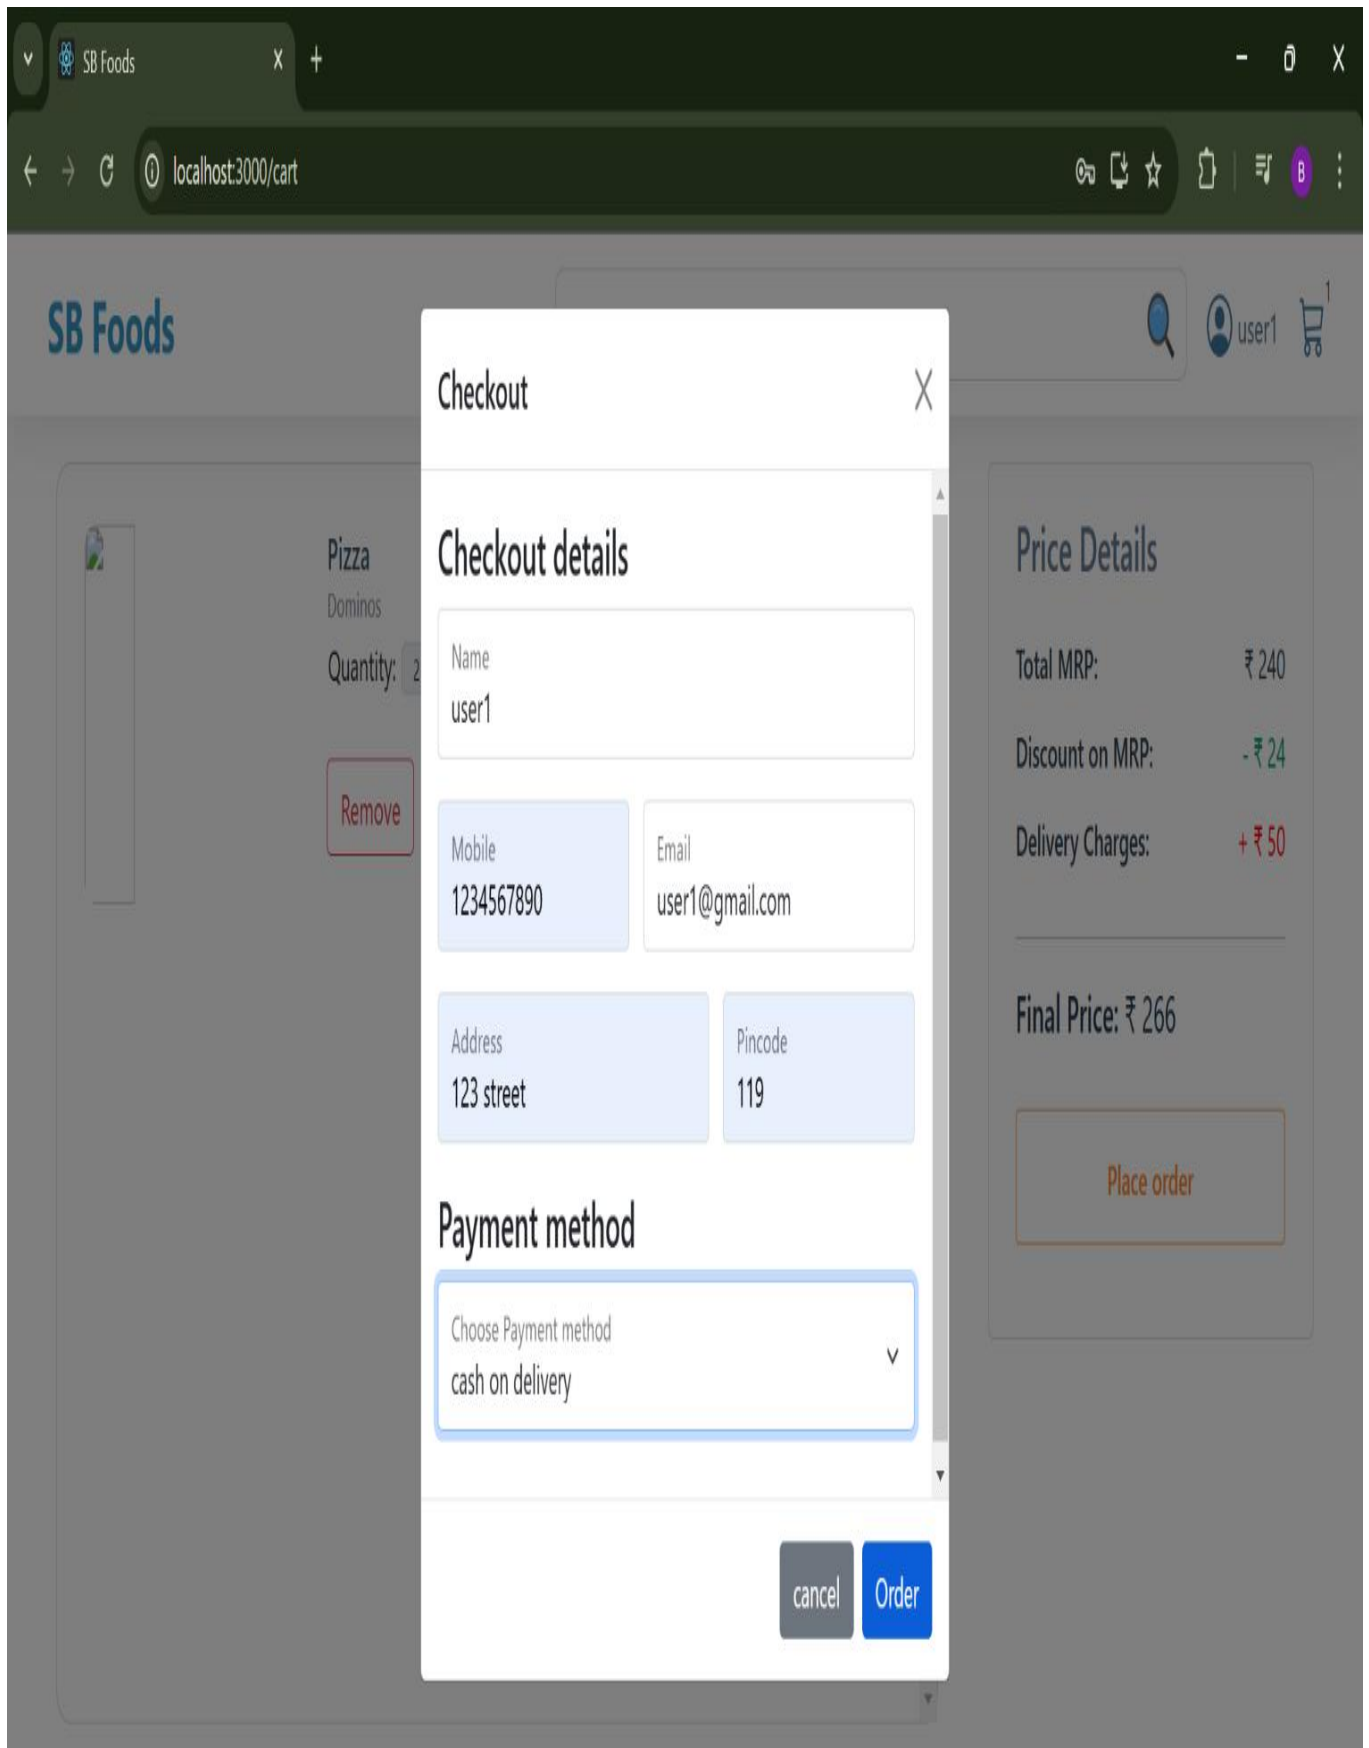 SB Foods
localhost:3000/cart
B
SB Foods
user1
1
Checkout
Checkout details
Name
user1
Mobile
1234567890
Email
user1@gmail.com
Address
123 street
Pincode
119
Payment method
Choose Payment method
cash on delivery
cancel
Order
Pizza
Dominos
Quantity: 2
Remove
Price Details
Total MRP: ₹ 240
Discount on MRP: - ₹ 24
Delivery Charges: + ₹ 50
Final Price: ₹ 266
Place order